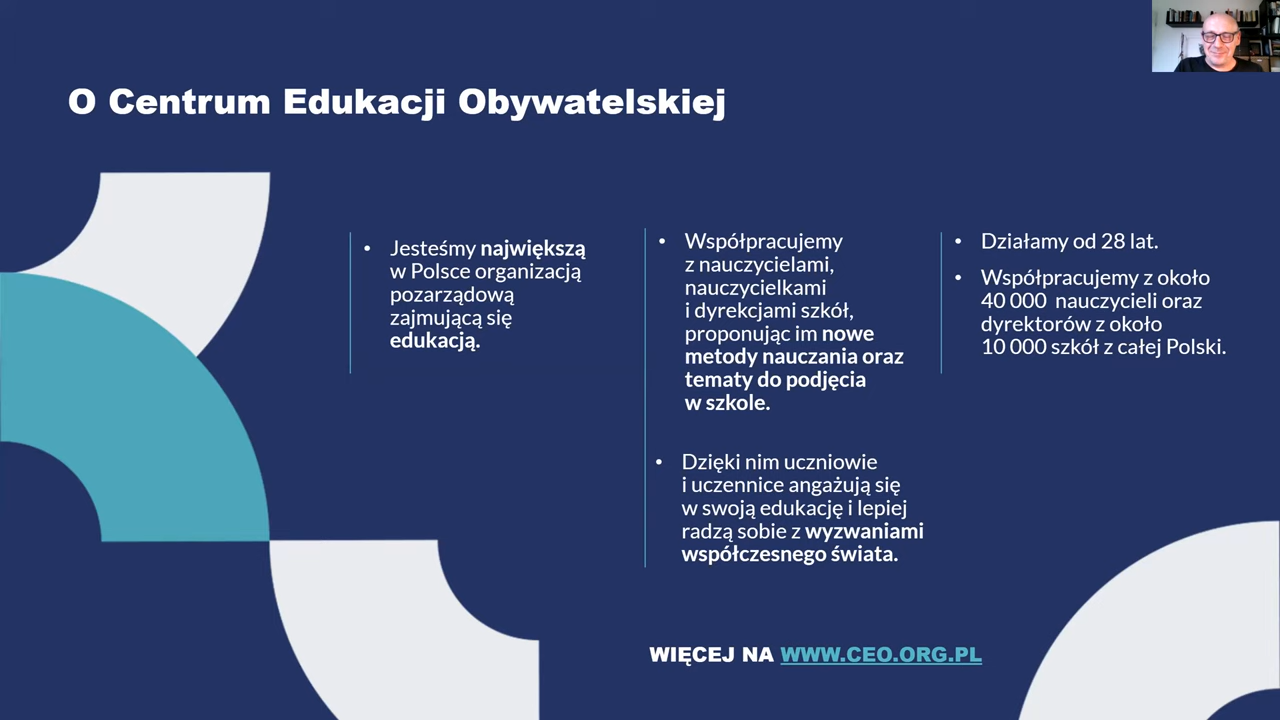 O Centrum Edukacji Obywatelskiej
• Jesteśmy największą
w Polsce organizacją
pozarządową
zajmującą się
edukacją.
• Współpracujemy
z nauczycielami,
nauczycielkami
i dyrekcjami szkół,
proponując im nowe
metody nauczania oraz
tematy do podjęcia
w szkole.
• Dzięki nim uczniowie
i uczennice angażują się
w swoją edukację i lepiej
radzą sobie z wyzwaniami
współczesnego świata.
• Działamy od 28 lat.
• Współpracujemy z około
40 000 nauczycieli oraz
dyrektorów z około
10 000 szkół z całej Polski.
WIĘCEJ NA WWW.CEO.ORG.PL